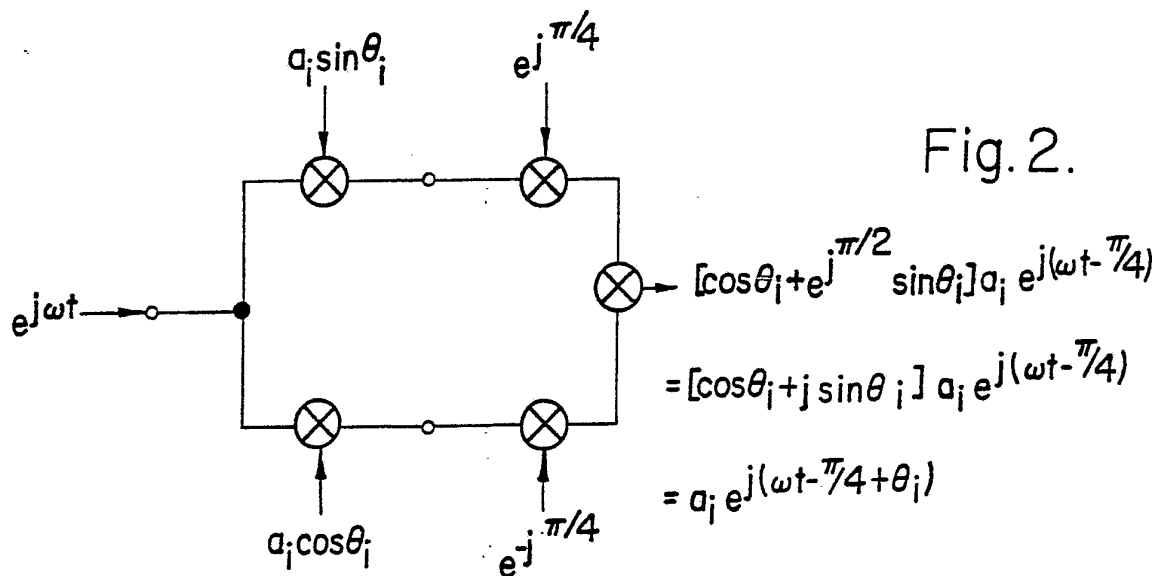 a_i sinθ_i
e^{jπ/4}
Fig. 2.
e^{jωt}
[cosθ_i+e^{jπ/2} sinθ_i]a_i e^{j(ωt-π/4)}
=[cosθ_i+j sinθ_i] a_i e^{j(ωt-π/4)}
= a_i e^{j(ωt-π/4+θ_i)}
a_i cosθ_i
e^{-jπ/4}